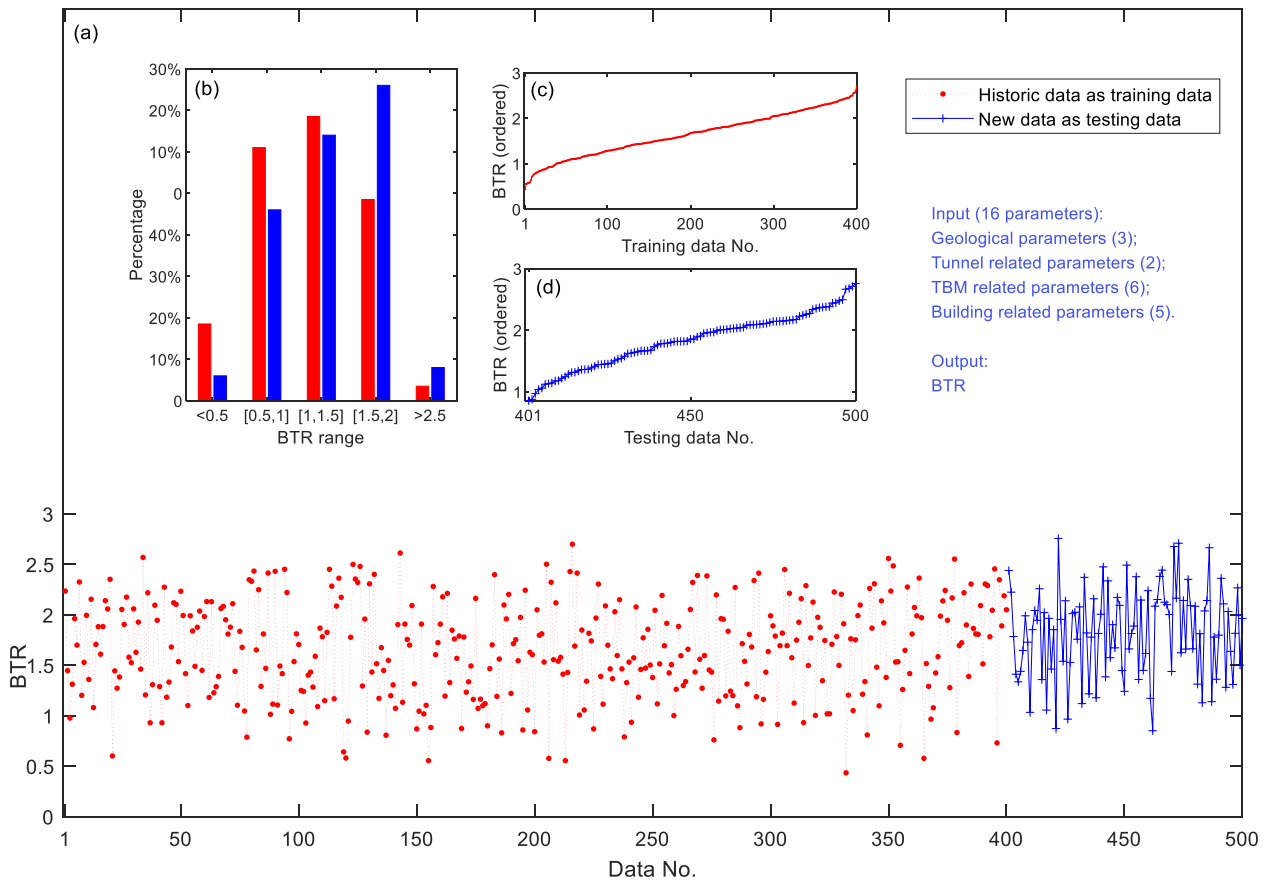 (a)
(b)
30%
20%
10%
0
30%
20%
10%
0
Percentage
<0.5 [0.5,1] [1,1.5] [1.5,2] >2.5
BTR range
(c)
3
2
1
0
BTR (ordered)
1 100 200 300 400
Training data No.
(d)
3
2
1
BTR (ordered)
401 450 500
Testing data No.
Historic data as training data
New data as testing data
Input (16 parameters):
Geological parameters (3);
Tunnel related parameters (2);
TBM related parameters (6);
Building related parameters (5).
Output:
BTR
3
2.5
2
1.5
1
0.5
0
BTR
1 50 100 150 200 250 300 350 400 450 500
Data No.